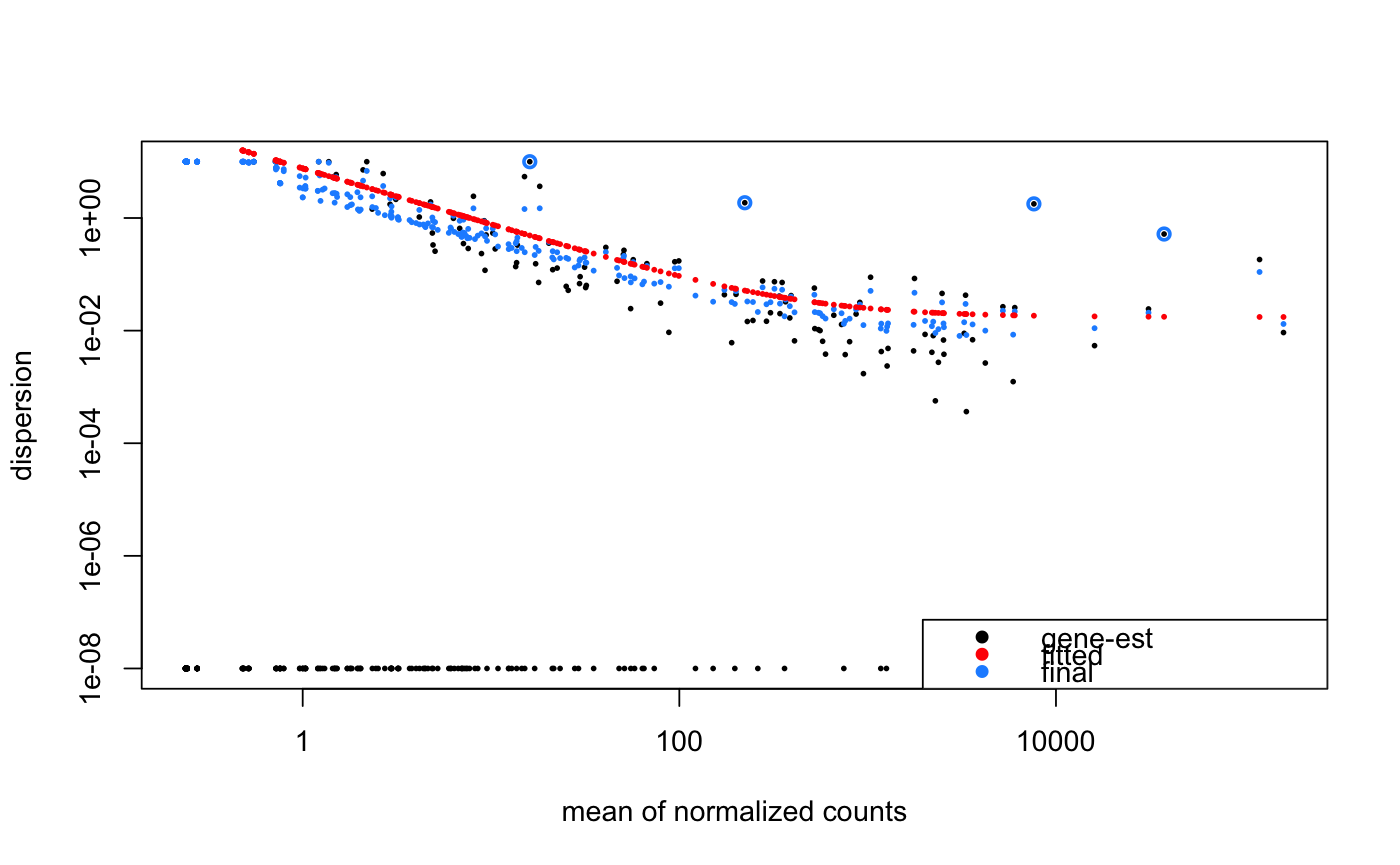 dispersion
1e+00
1e-02
1e-04
1e-06
1e-08
gene-est
fitted
final
1
100
10000
mean of normalized counts